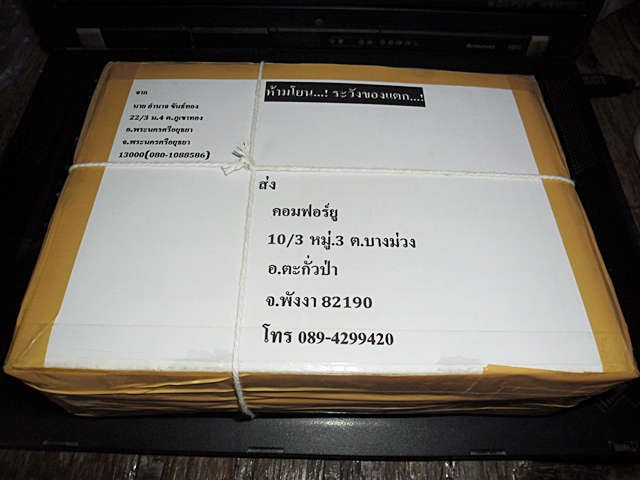 ห้ามโยน...! ระวังของแตก...!
จาก
นาย อำนาจ ขันธ์ทอง
22/3 ม.4 ต.ภูเขาทอง
อ.พระนครศรีอยุธยา
จ.พระนครศรีอยุธยา
13000(080-1088586)
ส่ง
คอมฟอร์ยู
10/3 หมู่.3 ต.บางม่วง
อ.ตะกั่วป่า
จ.พังงา 82190
โทร 089-4299420
lenovo